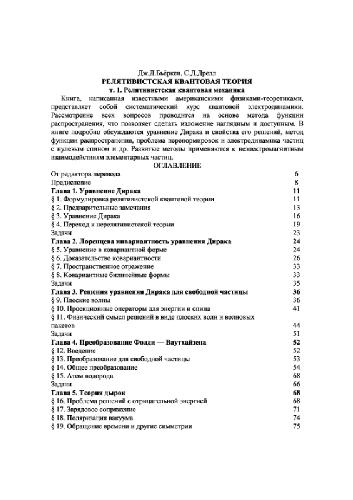 Дж.Д.Бьёркен, С.Д.Дрелл
РЕЛЯТИВИСТСКАЯ КВАНТОВАЯ ТЕОРИЯ
т. 1. Релятивистская квантовая механика
Книга, написанная известными американскими физиками-теоретиками,
представляет собой систематический курс квантовой электродинамики.
Рассмотрение всех вопросов проводится на основе метода функции
распространения, что позволяет сделать изложение наглядным и доступным. В
книге подробно обсуждаются уравнение Дирака и свойства его решений, метод
функции распространения, проблема перенормировок и электродинамика частиц
с нулевым спином и др. Развитые методы применяются к неэлектромагнитным
взаимодействиям элементарных частиц.
ОГЛАВЛЕНИЕ
От редактора перевода 6
Предисловие 8
Глава 1. Уравнение Дирака 11
§ 1. Формулировка релятивистской квантовой теории 11
§ 2. Предварительные замечания 13
§ 3. Уравнение Дирака 16
§ 4. Переход к нерелятивистской теории 19
Задачи 23
Глава 2. Лоренцева ковариантность уравнения Дирака 24
§ 5. Уравнение в ковариантной форме 24
§ 6. Доказательство ковариантности 26
§ 7. Пространственное отражение 33
§ 8. Ковариантные билинейные формы 33
Задачи 35
Глава 3. Решения уравнения Дирака для свободной частицы 36
§ 9. Плоские волны 36
§ 10. Проекционные операторы для энергии и спина 41
§ 11. Физический смысл решений в виде плоских волн и волновых
пакетов 44
Задачи 51
Глава 4. Преобразование Фолди — Ваутхайзена 52
§ 12. Введение 52
§ 13. Преобразование для свободной частицы 53
§ 14. Общее преобразование 54
§ 15. Атом водорода 68
Задачи 66
Глава 5. Теория дырок 68
§ 16. Проблема решений с отрицательной энергией 68
§ 17. Зарядовое сопряжение 71
§ 18. Поляризация вакуума 74
§ 19. Обращение времени и другие симметрии 75